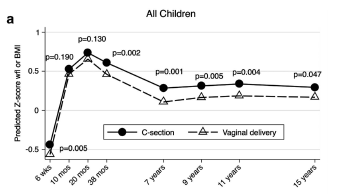 All Children
a
Predicted Z-score wfl or BMI
1
0.5
0
-0.5
p=0.130
p=0.190
p=0.002
p=0.001
p=0.009
p=0.004
p=0.047
p=0.005
C-section
Vaginal delivery
6 wks
10 mos
20 mos
38 mos
7 years
9 years
11 years
15 years